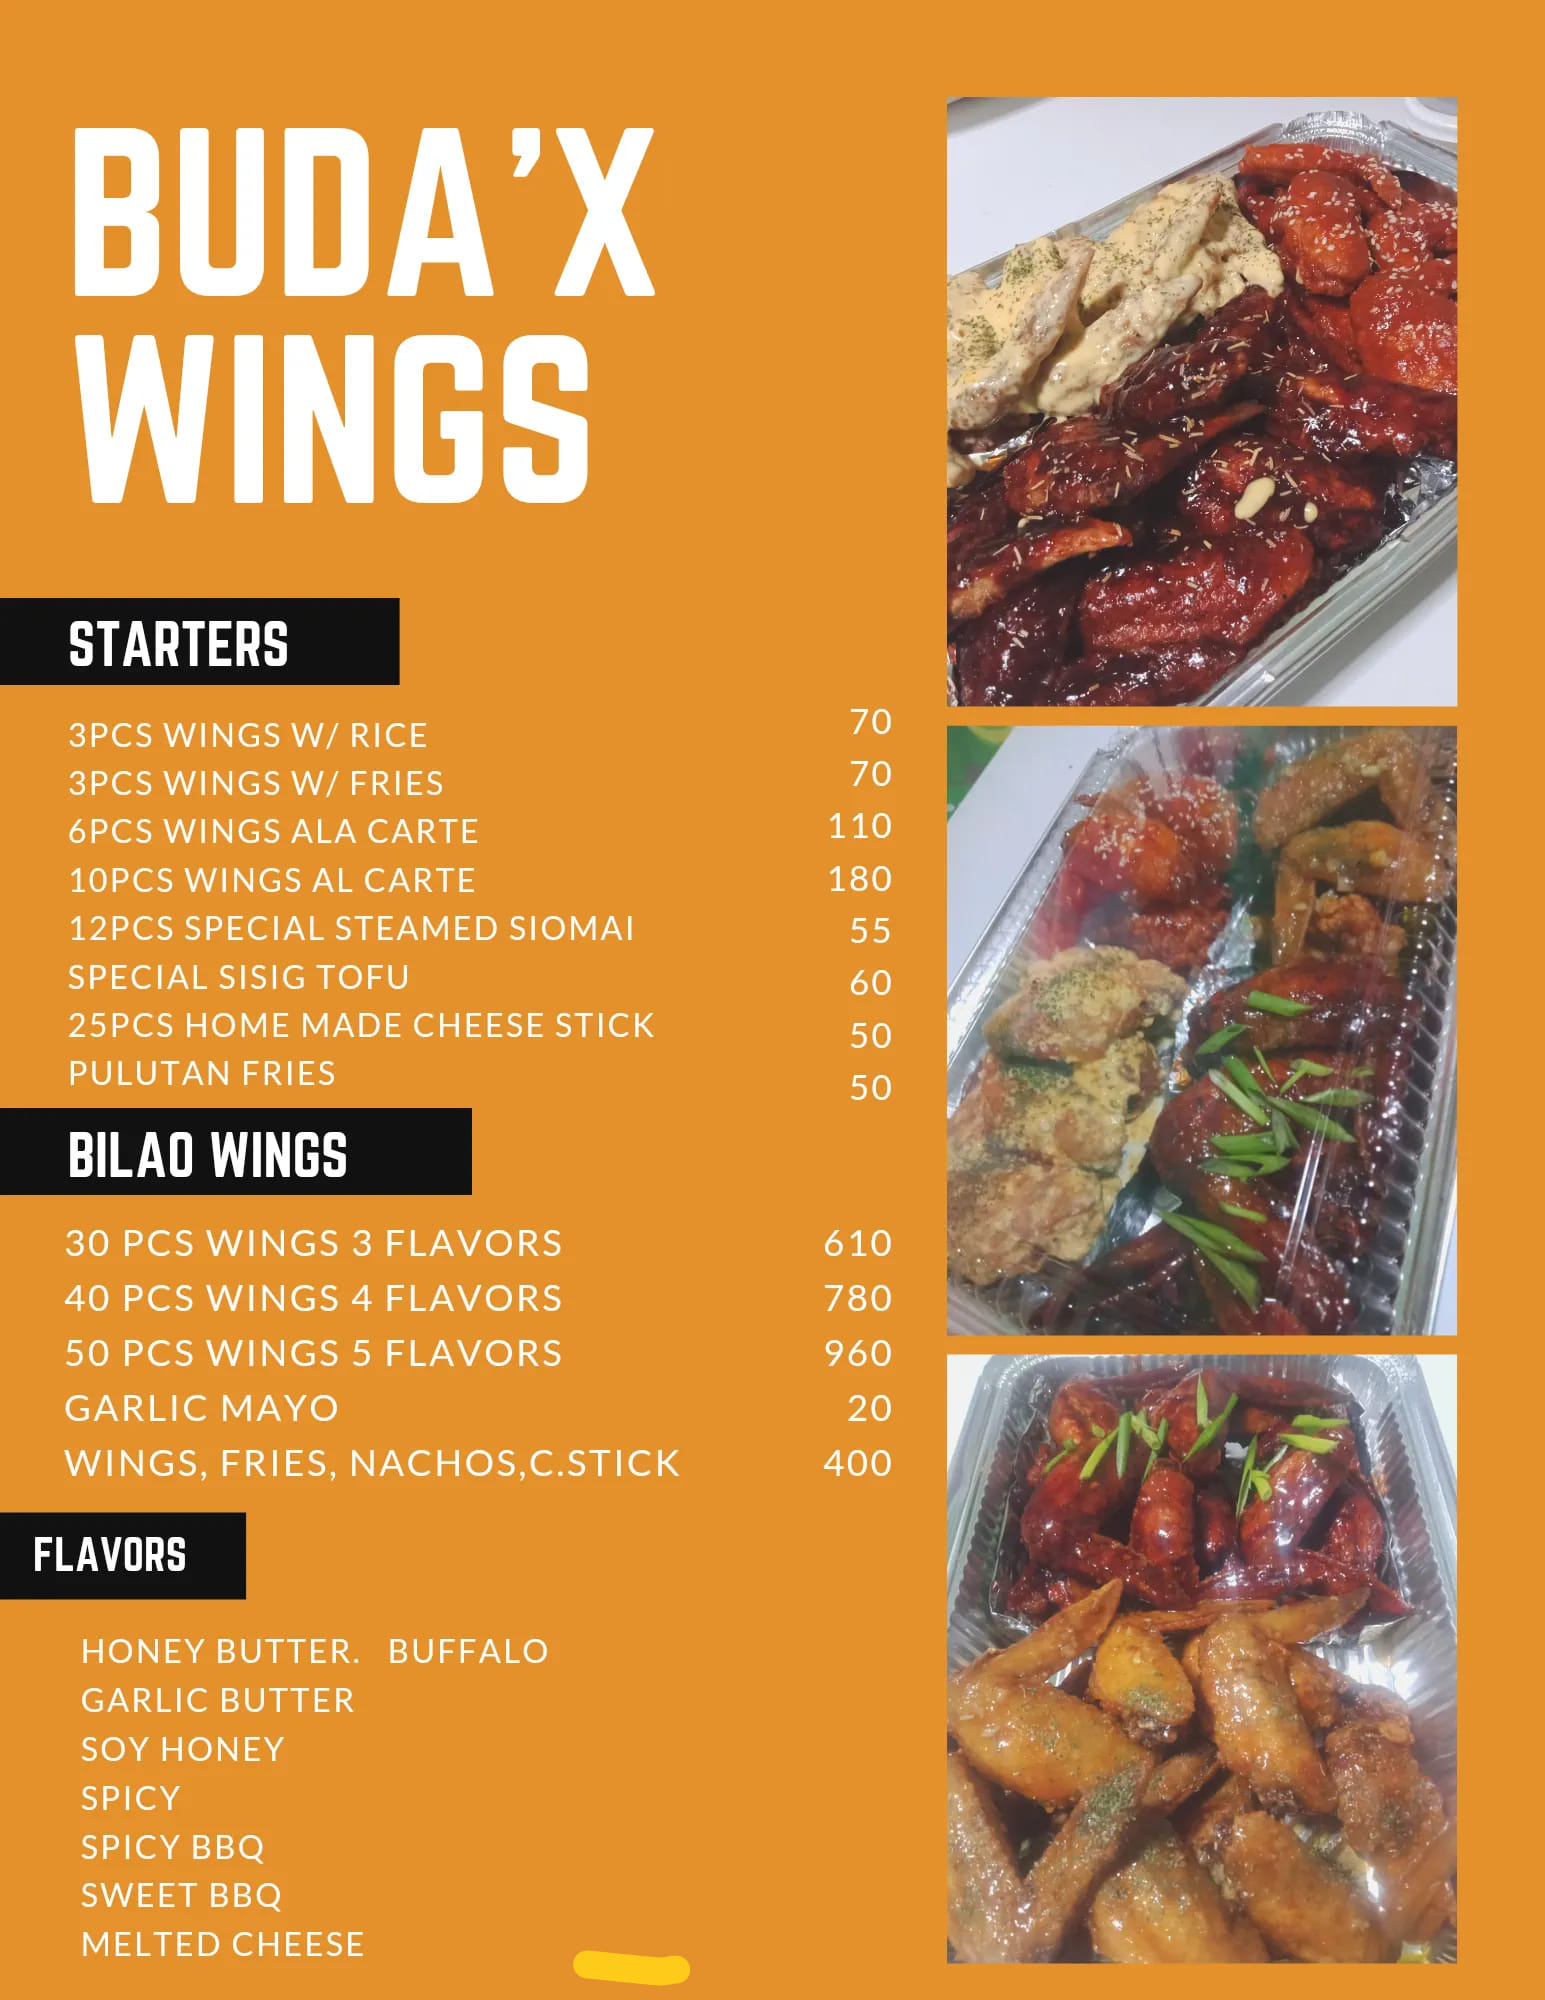 BUDA'X
WINGS
STARTERS
3PCS WINGS W/ RICE 70
3PCS WINGS W/ FRIES 70
6PCS WINGS ALA CARTE 110
10PCS WINGS AL CARTE 180
12PCS SPECIAL STEAMED SIOMAI 55
SPECIAL SISIG TOFU 60
25PCS HOME MADE CHEESE STICK 50
PULUTAN FRIES 50
BILAO WINGS
30 PCS WINGS 3 FLAVORS 610
40 PCS WINGS 4 FLAVORS 780
50 PCS WINGS 5 FLAVORS 960
GARLIC MAYO 20
WINGS, FRIES, NACHOS,C.STICK 400
FLAVORS
HONEY BUTTER. BUFFALO
GARLIC BUTTER
SOY HONEY
SPICY
SPICY BBQ
SWEET BBQ
MELTED CHEESE